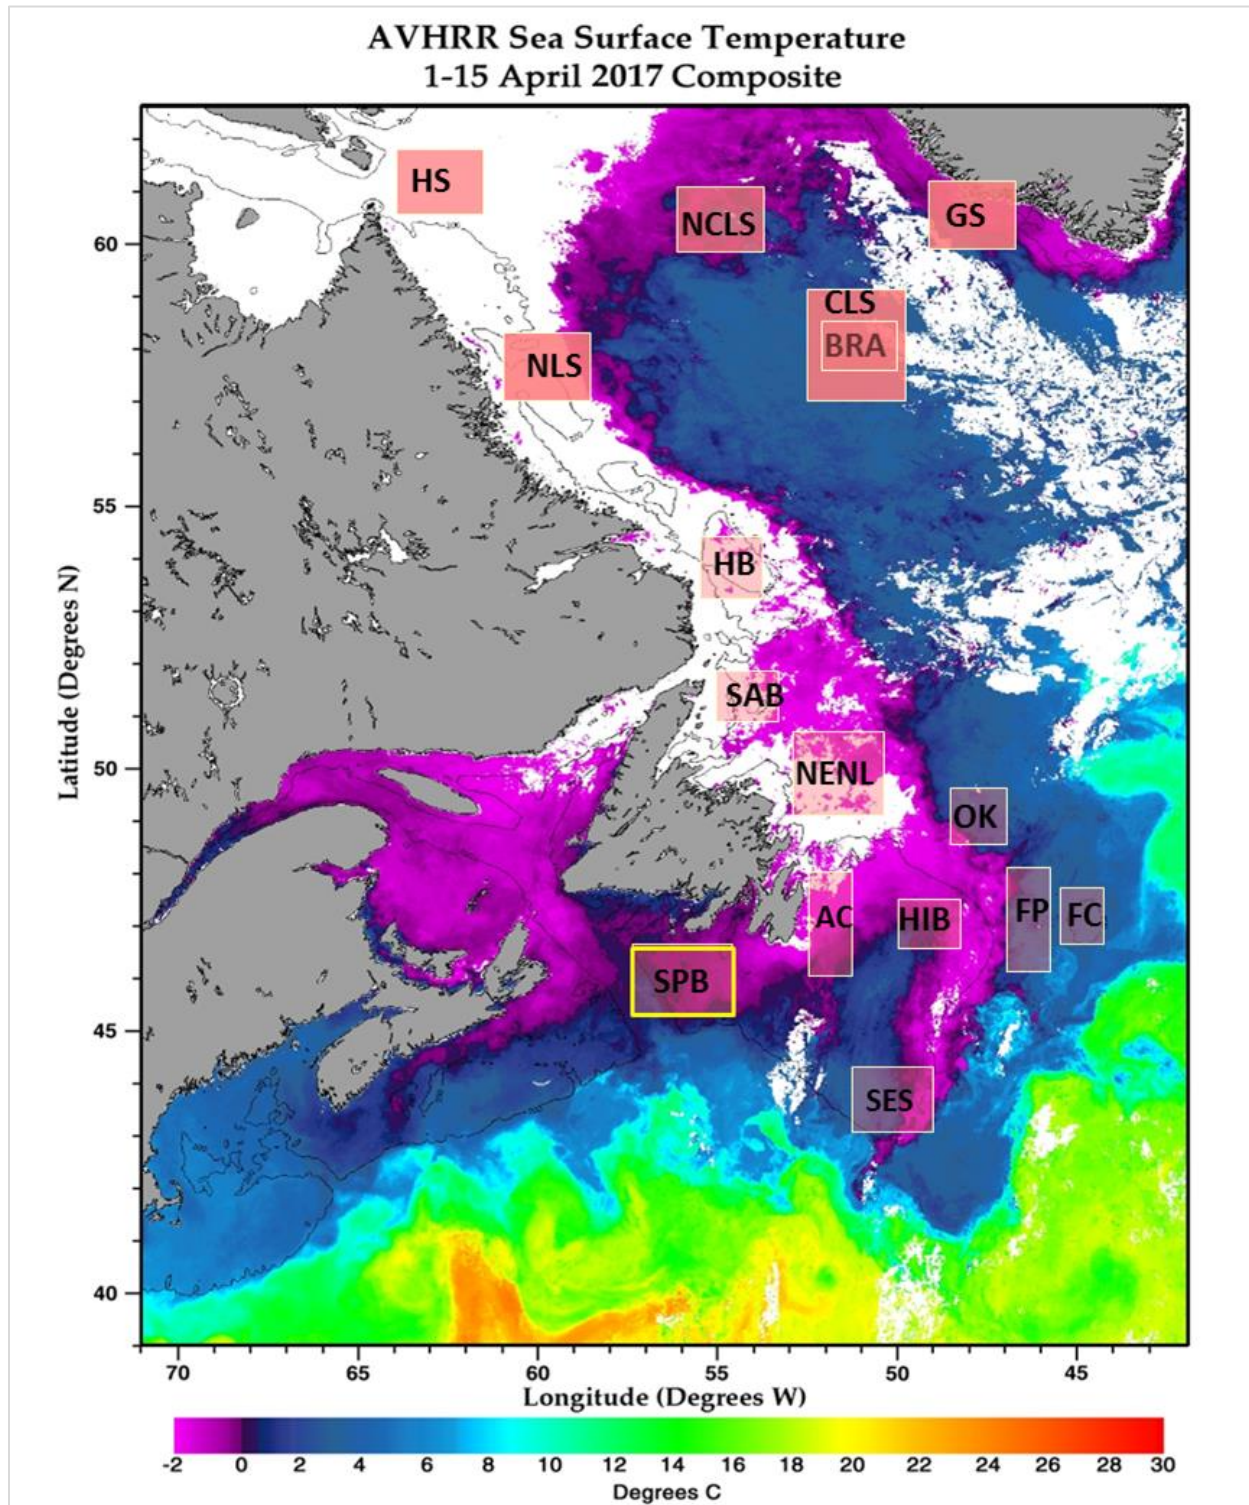 AVHRR Sea Surface Temperature
1-15 April 2017 Composite
HS
NCLS
GS
60
CLS
BRA
NLS
55
HB
SAB
Latitude (Degrees N)
50
NENL
OK
AC
HIB
FP
FC
SPB
45
SES
40
70 65 60 55 50 45
Longitude (Degrees W)
-2 0 2 4 6 8 10 12 14 16 18 20 22 24 26 28 30
Degrees C